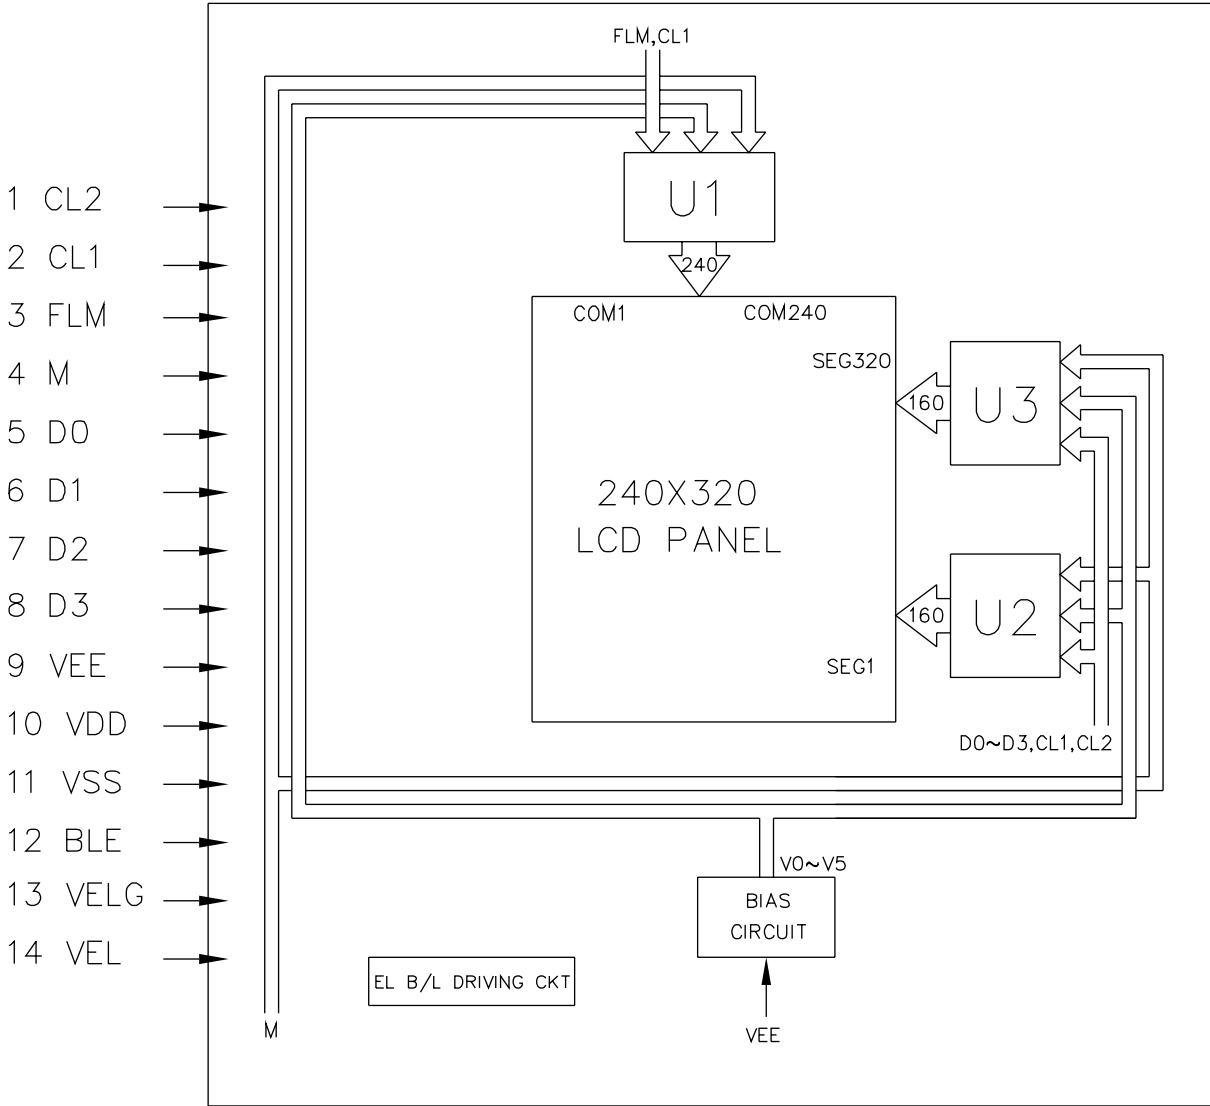 FLM,CL1
U1
240
1 CL2
2 CL1
3 FLM
4 M
5 D0
6 D1
7 D2
8 D3
9 VEE
10 VDD
11 VSS
12 BLE
13 VELG
14 VEL
COM1 COM240
SEG320
160
U3
240X320
LCD PANEL
160
U2
SEG1
D0~D3,CL1,CL2
V0~V5
BIAS
CIRCUIT
EL B/L DRIVING CKT
M
VEE